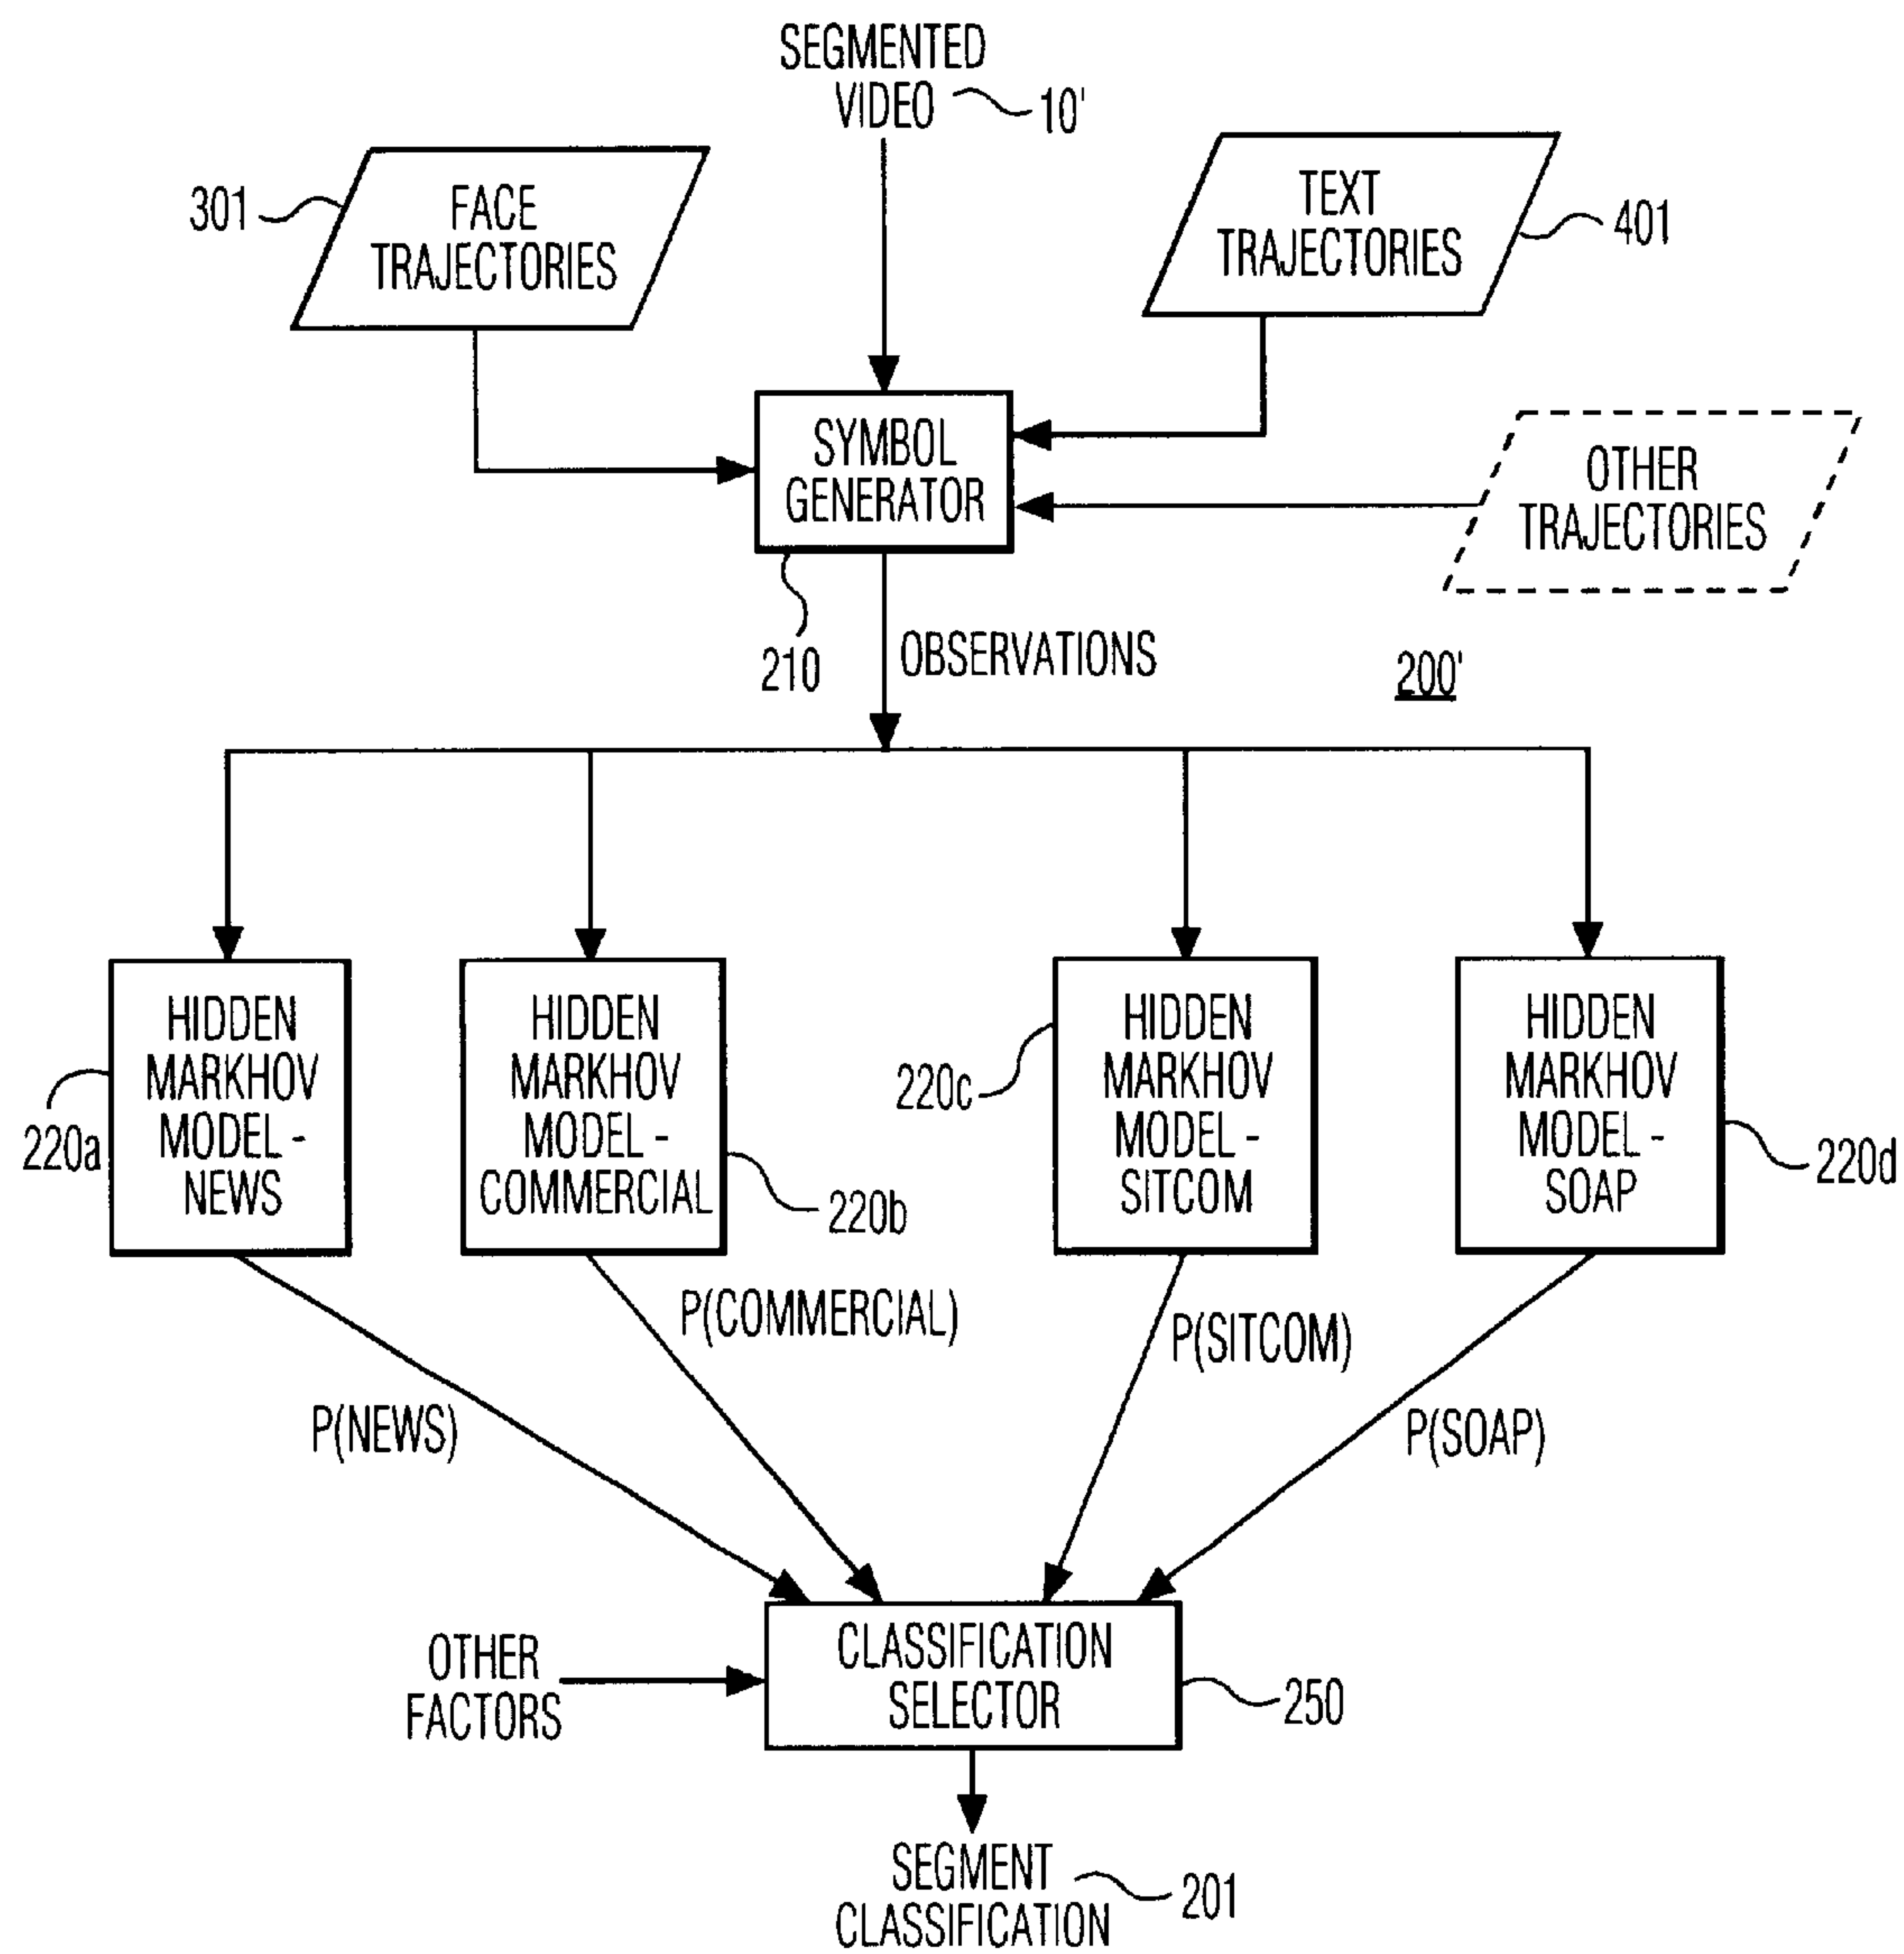 SEGMENTED
VIDEO
10'
301
FACE
TRAJECTORIES
TEXT
TRAJECTORIES
401
SYMBOL
GENERATOR
OTHER
TRAJECTORIES
210
OBSERVATIONS
200'
HIDDEN
MARKHOV
MODEL -
NEWS
220a
HIDDEN
MARKHOV
MODEL -
COMMERCIAL
220b
HIDDEN
MARKHOV
MODEL -
SITCOM
220c
HIDDEN
MARKHOV
MODEL -
SOAP
220d
P(NEWS)
P(COMMERCIAL)
P(SITCOM)
P(SOAP)
OTHER
FACTORS
CLASSIFICATION
SELECTOR
250
SEGMENT
CLASSIFICATION
201